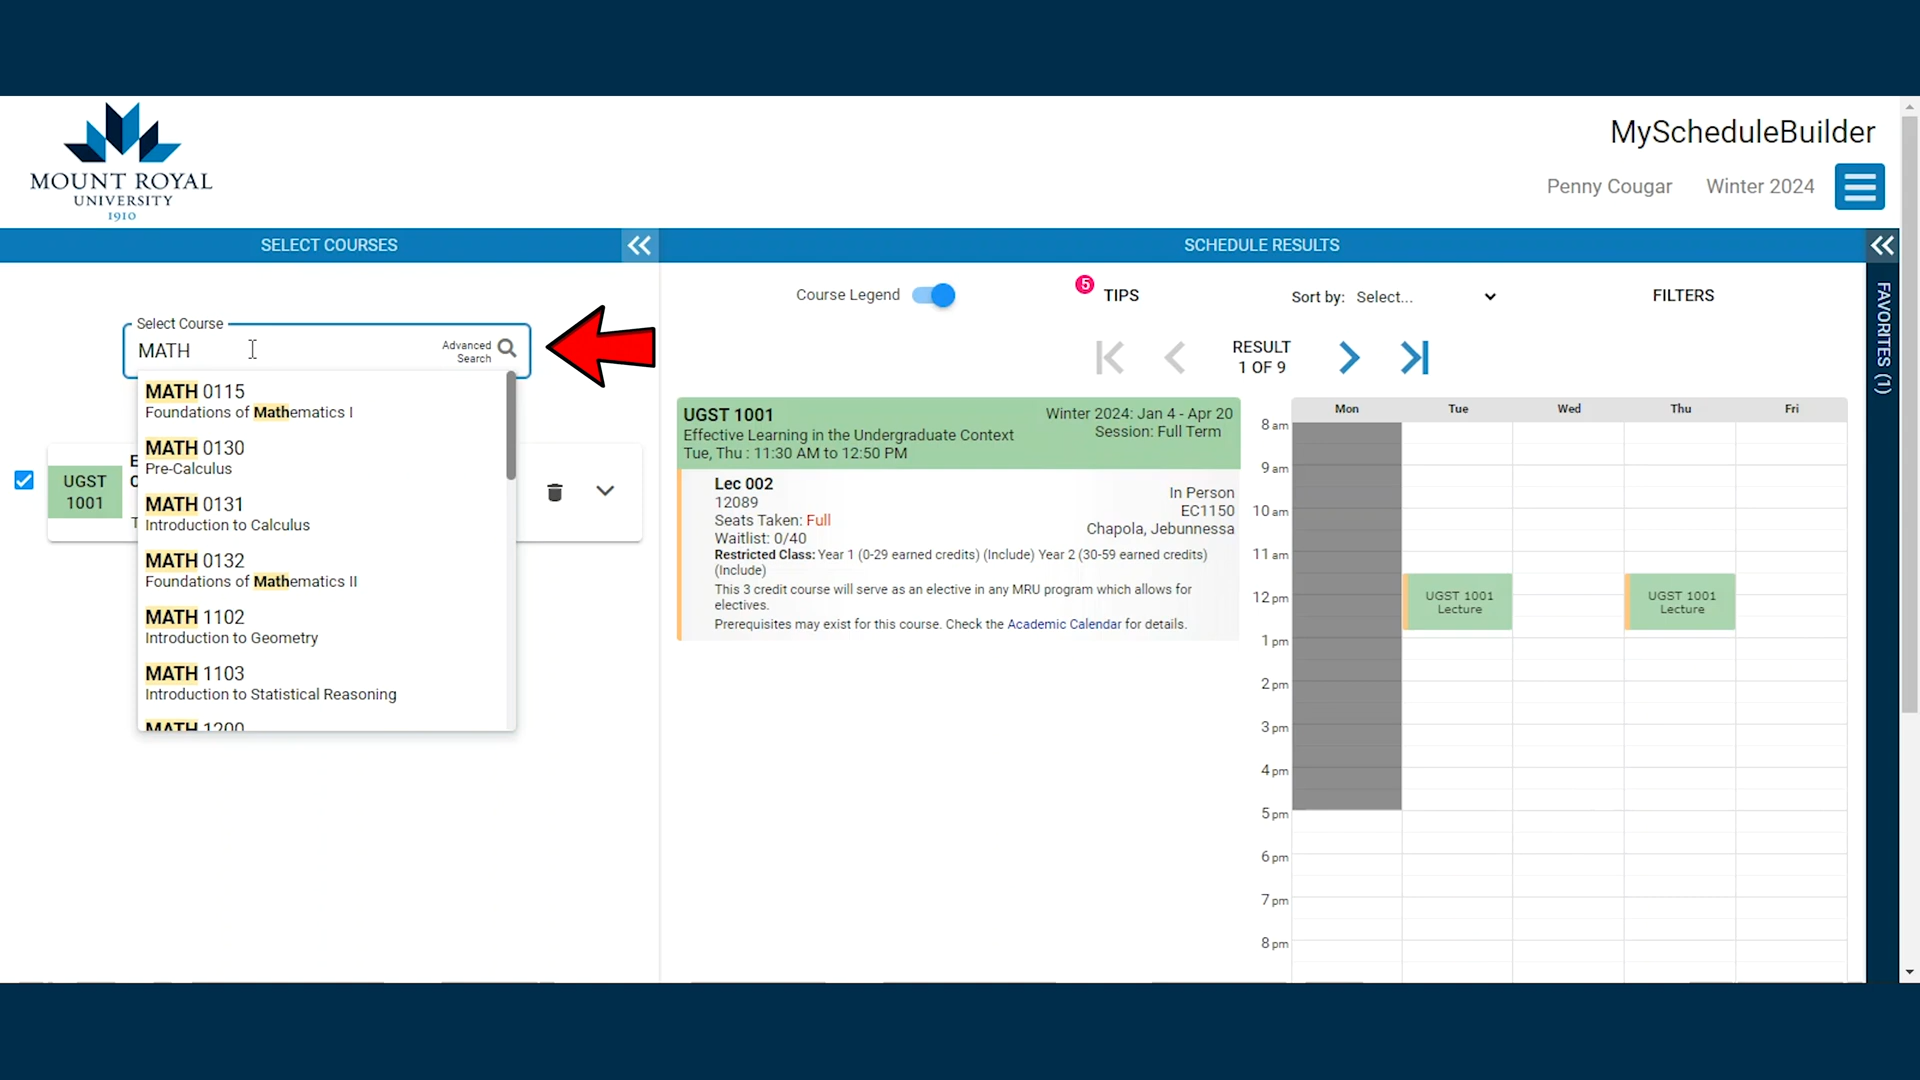 MOUNT ROYAL
UNIVERSITY
1910
MyScheduleBuilder
Penny Cougar
Winter 2024
SELECT COURSES
SCHEDULE RESULTS
FAVORITES (1)
Select Course
MATH
Advanced
Search
MATH 0115
Foundations of Mathematics I
MATH 0130
Pre-Calculus
MATH 0131
Introduction to Calculus
MATH 0132
Foundations of Mathematics II
MATH 1102
Introduction to Geometry
MATH 1103
Introduction to Statistical Reasoning
MATH 1200
UGST
1001
Course Legend
5
TIPS
Sort by: Select...
FILTERS
RESULT
1 OF 9
UGST 1001
Winter 2024: Jan 4 - Apr 20
Effective Learning in the Undergraduate Context
Session: Full Term
Tue, Thu : 11:30 AM to 12:50 PM
Lec 002
12089
In Person
Seats Taken: Full
EC1150
Waitlist: 0/40
Chapola, Jebunnessa
Restricted Class: Year 1 (0-29 earned credits) (Include) Year 2 (30-59 earned credits)
(Include)
This 3 credit course will serve as an elective in any MRU program which allows for
electives.
Prerequisites may exist for this course. Check the Academic Calendar for details.
Mon Tue Wed Thu Fri
8 am
9 am
10 am
11 am
12 pm
1 pm
2 pm
3 pm
4 pm
5 pm
6 pm
7 pm
8 pm
UGST 1001
Lecture
UGST 1001
Lecture